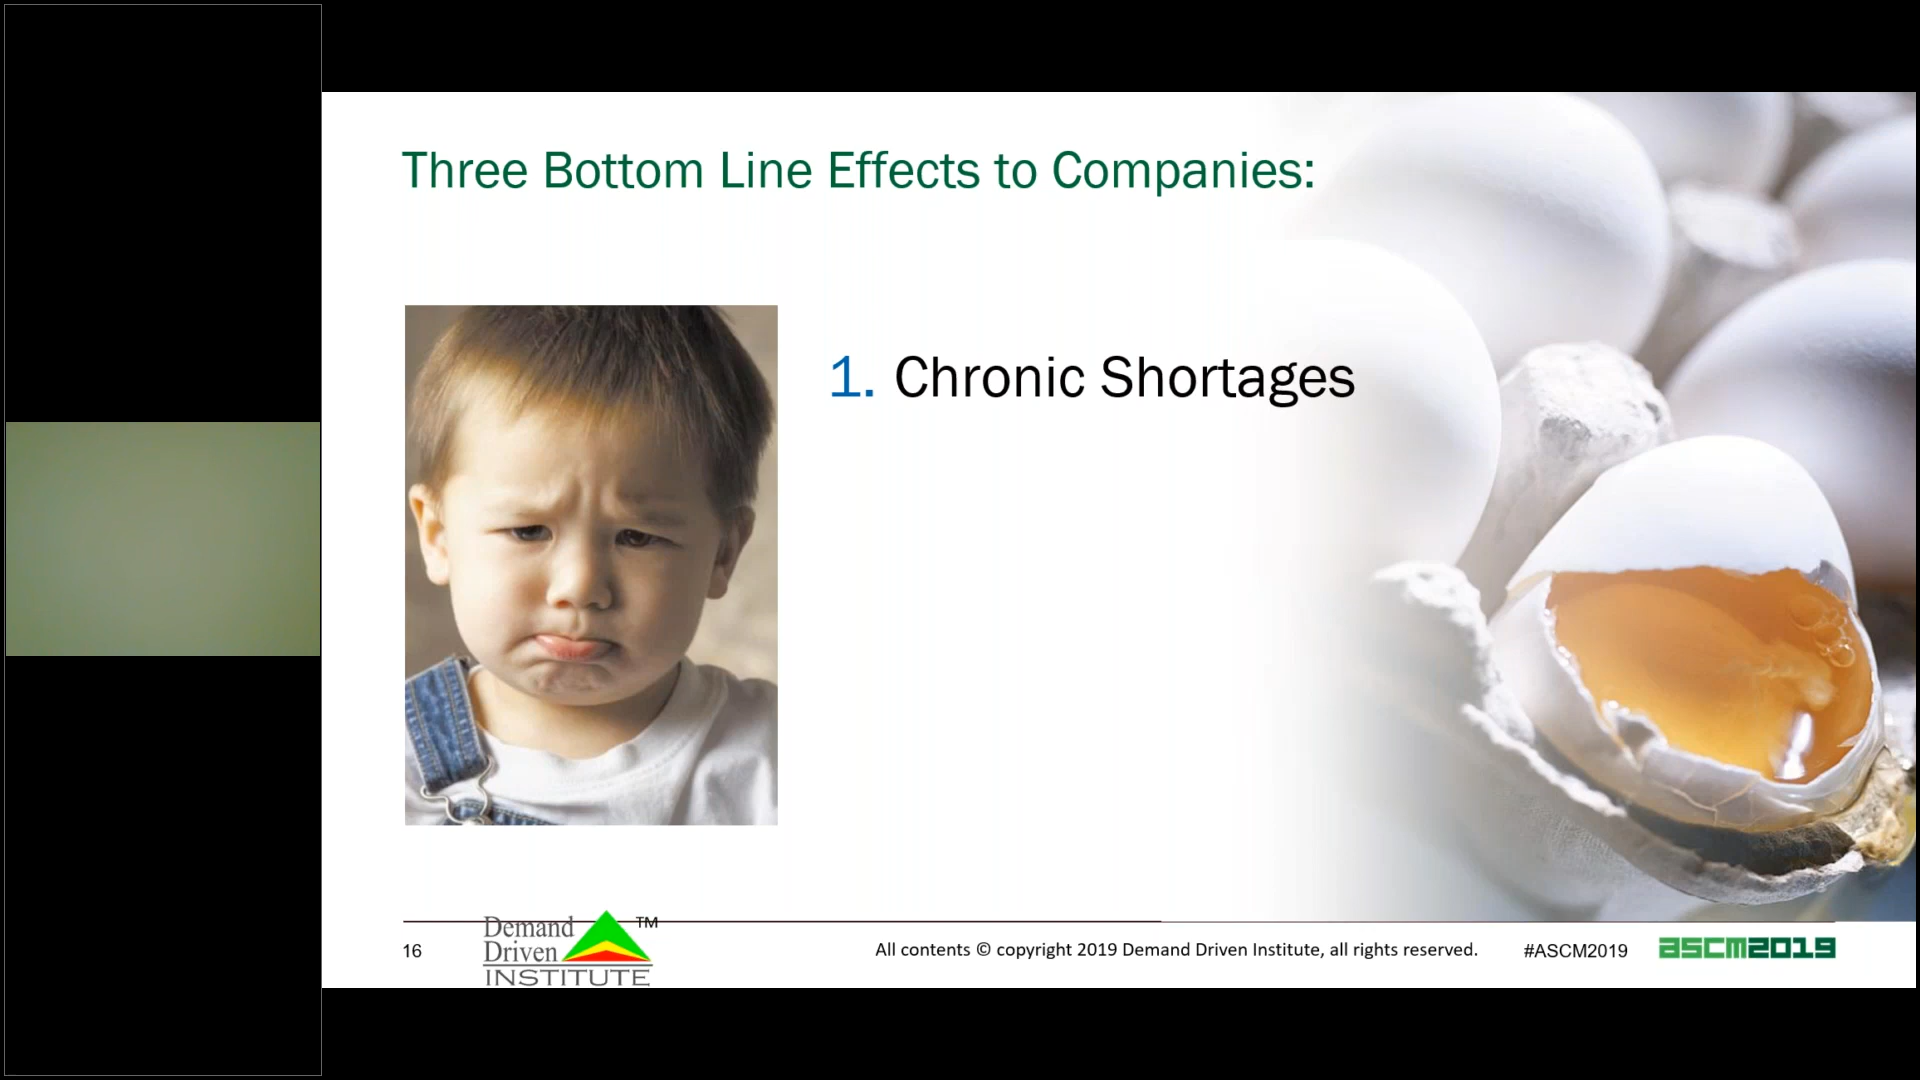 Three Bottom Line Effects to Companies:
1. Chronic Shortages
16
Demand
Driven
INSTITUTE
TM
All contents © copyright 2019 Demand Driven Institute, all rights reserved.
#ASCM2019
ascm2019